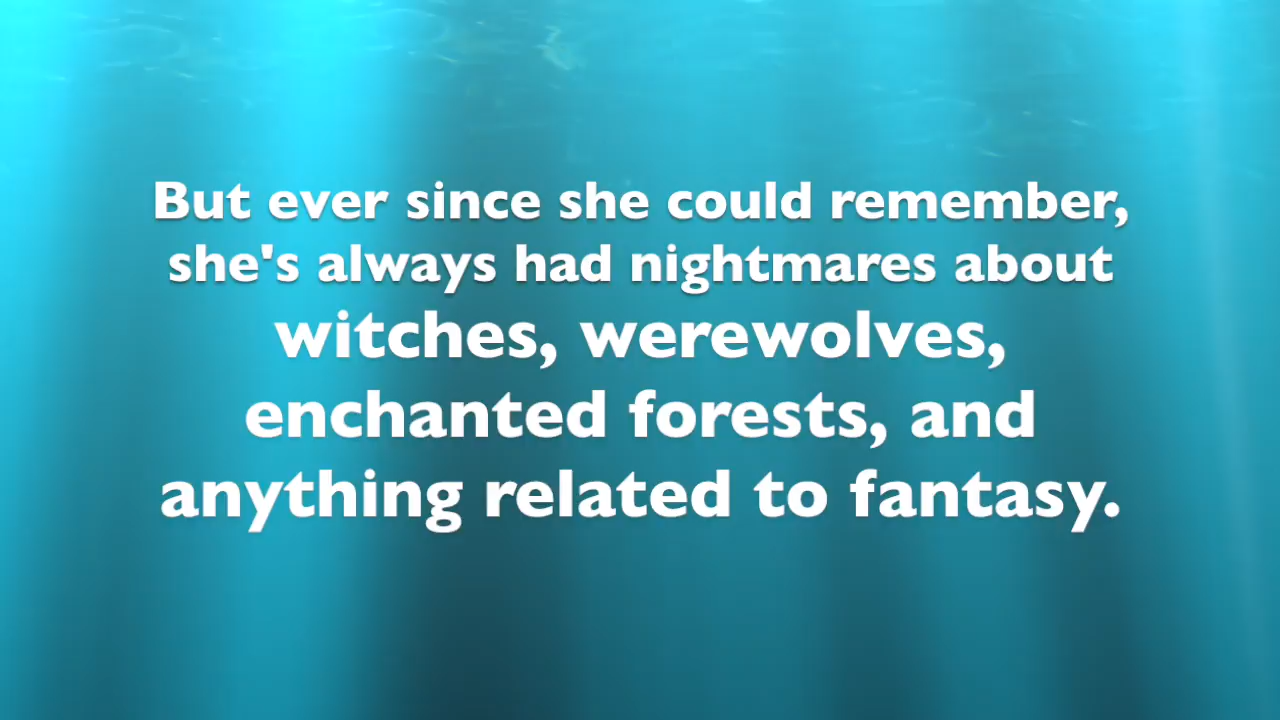 But ever since she could remember,
she's always had nightmares about
witches, werewolves,
enchanted forests, and
anything related to fantasy.